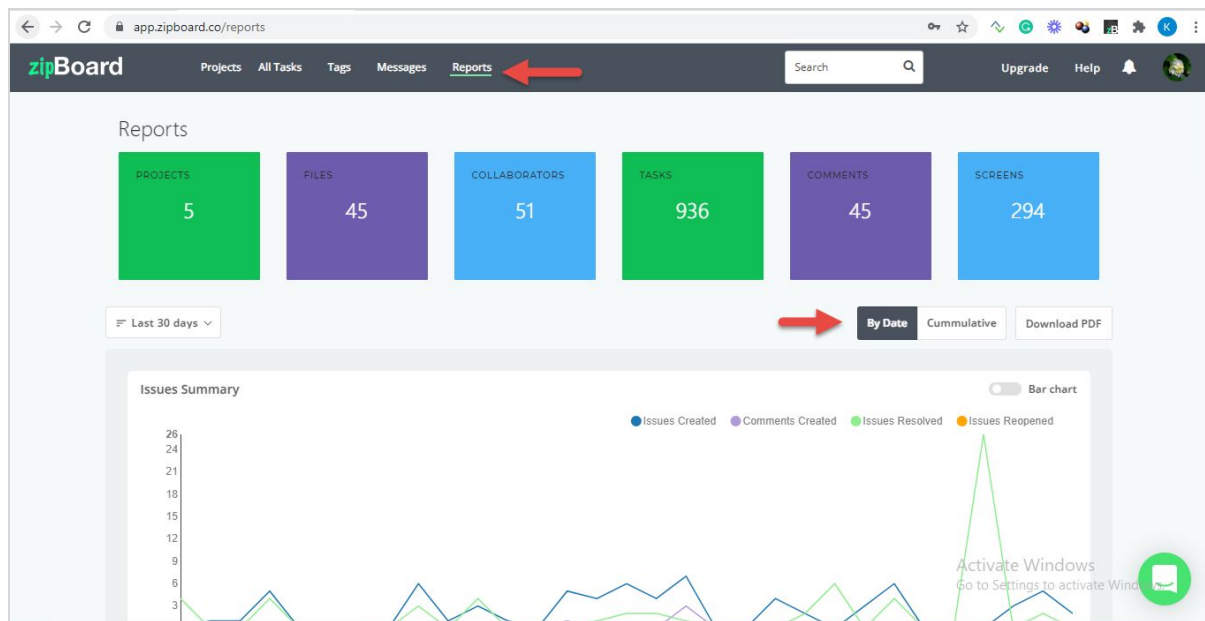 app.zipboard.co/reports
zB
K
zipBoard Projects All Tasks Tags Messages Reports Search Upgrade Help
Reports
PROJECTS FILES COLLABORATORS TASKS COMMENTS SCREENS
5 45 51 936 45 294
Last 30 days By Date Cummulative Download PDF
Issues Summary Bar chart
Issues Created Comments Created Issues Resolved Issues Reopened
26
24
21
18
15
12
9
6
3
Activate Windows
Go to Settings to activate